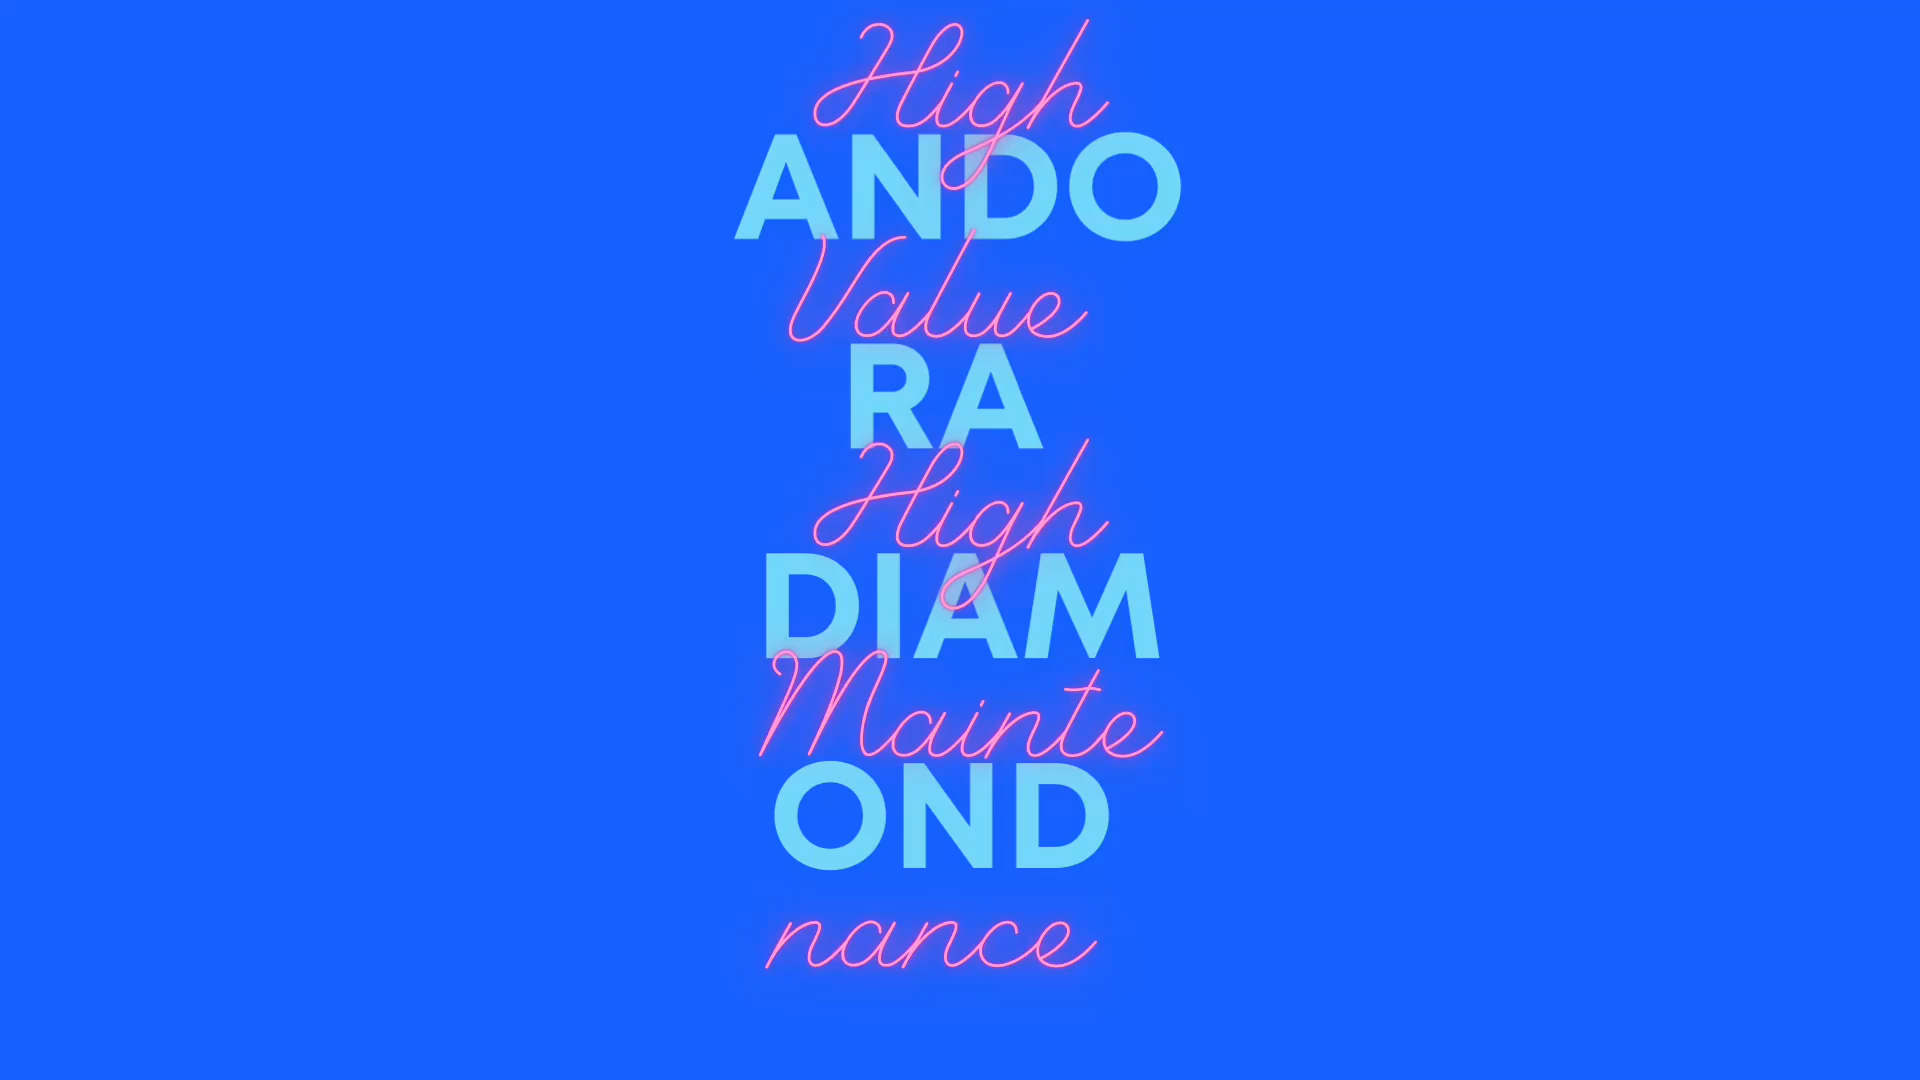 High
ANDO
Value
RA
High
DIAM
Mainte
OND
nance